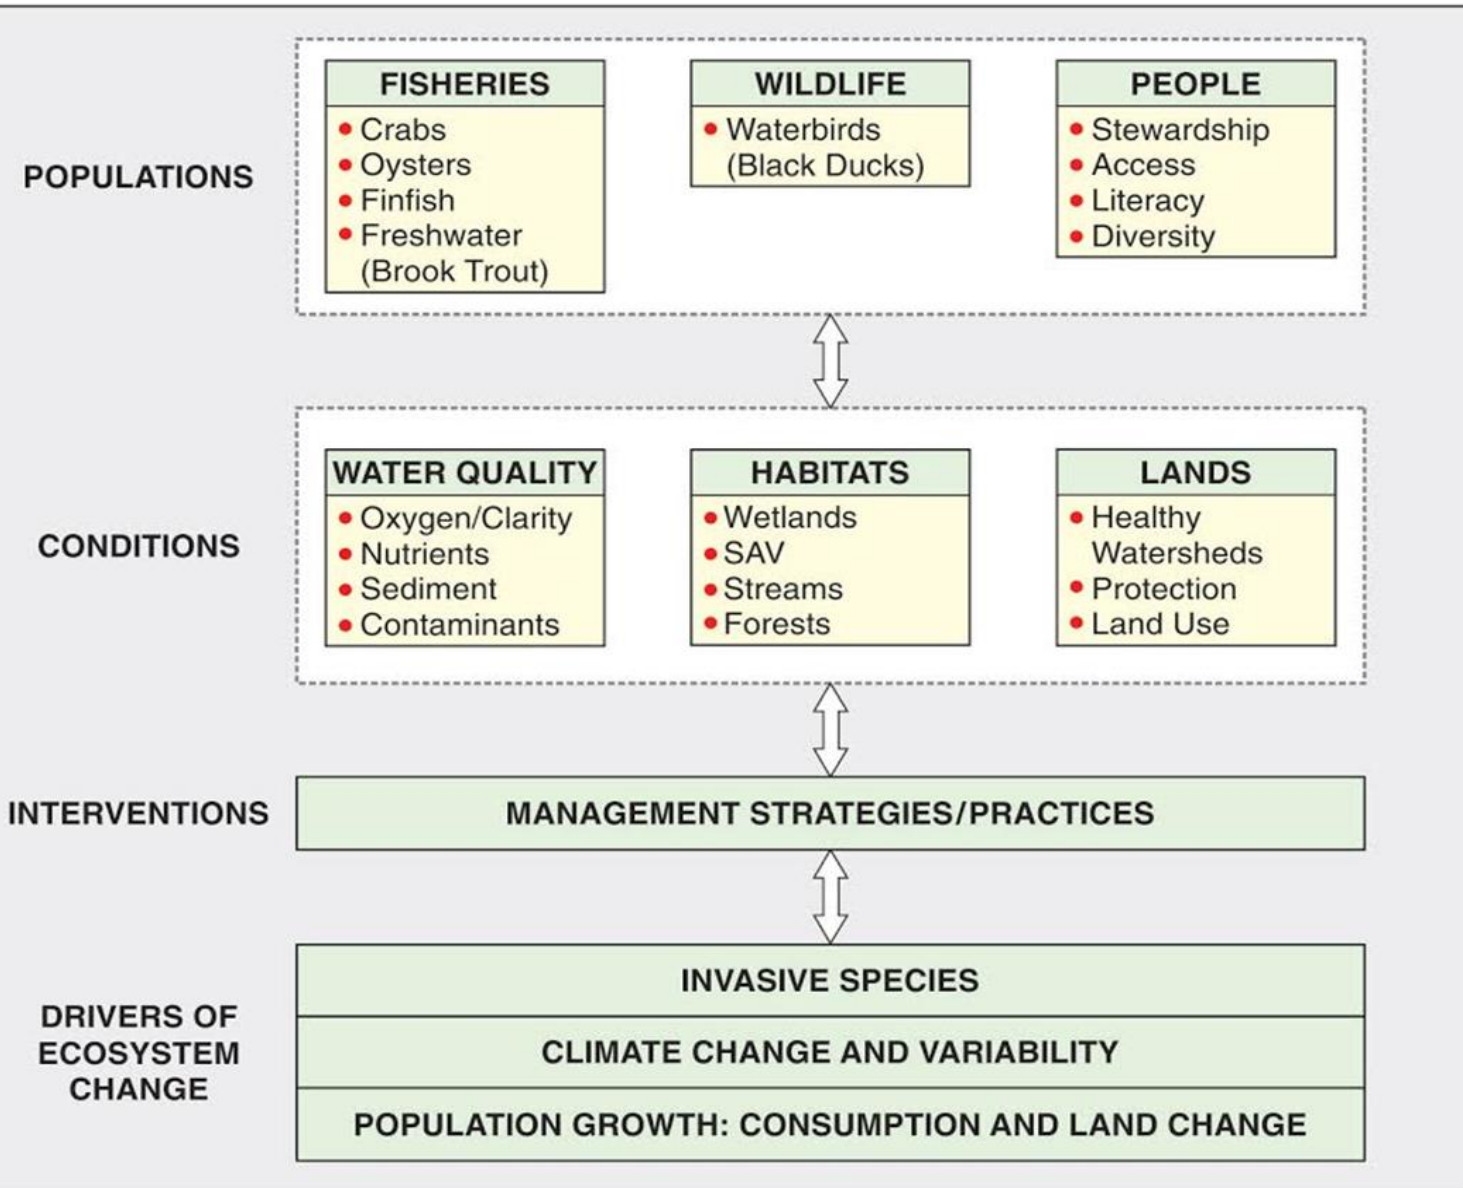 POPULATIONS
FISHERIES
• Crabs
• Oysters
• Finfish
• Freshwater
(Brook Trout)
WILDLIFE
• Waterbirds
(Black Ducks)
PEOPLE
• Stewardship
• Access
• Literacy
• Diversity
CONDITIONS
WATER QUALITY
• Oxygen/Clarity
• Nutrients
• Sediment
• Contaminants
HABITATS
• Wetlands
• SAV
• Streams
• Forests
LANDS
• Healthy
Watersheds
• Protection
• Land Use
INTERVENTIONS
MANAGEMENT STRATEGIES/PRACTICES
DRIVERS OF
ECOSYSTEM
CHANGE
INVASIVE SPECIES
CLIMATE CHANGE AND VARIABILITY
POPULATION GROWTH: CONSUMPTION AND LAND CHANGE